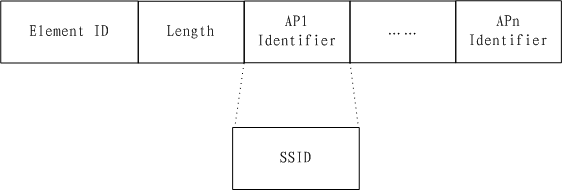 Element ID
Length
AP1
Identifier
……
APn
Identifier
SSID